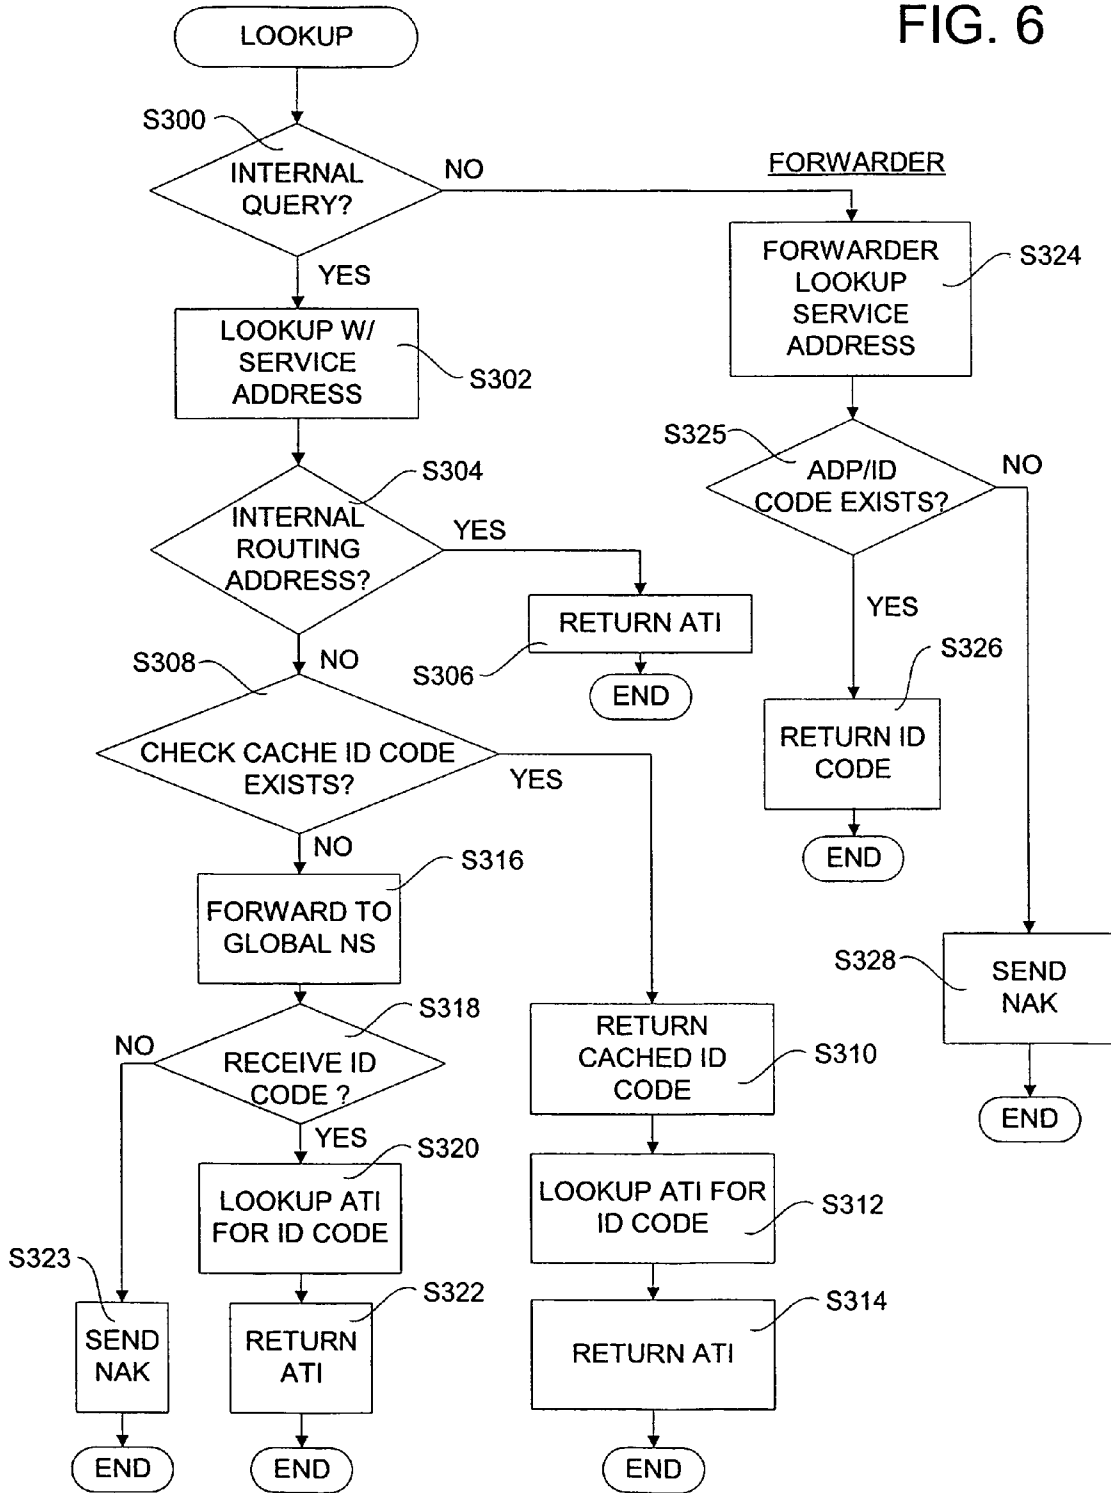 FIG. 6
LOOKUP
S300
INTERNAL
QUERY?
NO
YES
FORWARDER
FORWARDER
LOOKUP
SERVICE
ADDRESS
S324
LOOKUP W/
SERVICE
ADDRESS
S302
S325
ADP/ID
CODE EXISTS?
NO
YES
S304
INTERNAL
ROUTING
ADDRESS?
YES
NO
RETURN ATI
S306
END
S326
RETURN ID
CODE
END
S308
CHECK CACHE ID CODE
EXISTS?
YES
NO
S316
FORWARD TO
GLOBAL NS
S328
SEND
NAK
END
S318
RECEIVE ID
CODE ?
NO
YES
RETURN
CACHED ID
CODE
S310
S320
LOOKUP ATI
FOR ID CODE
LOOKUP ATI FOR
ID CODE
S312
S323
SEND
NAK
S322
RETURN
ATI
S314
RETURN ATI
END
END
END